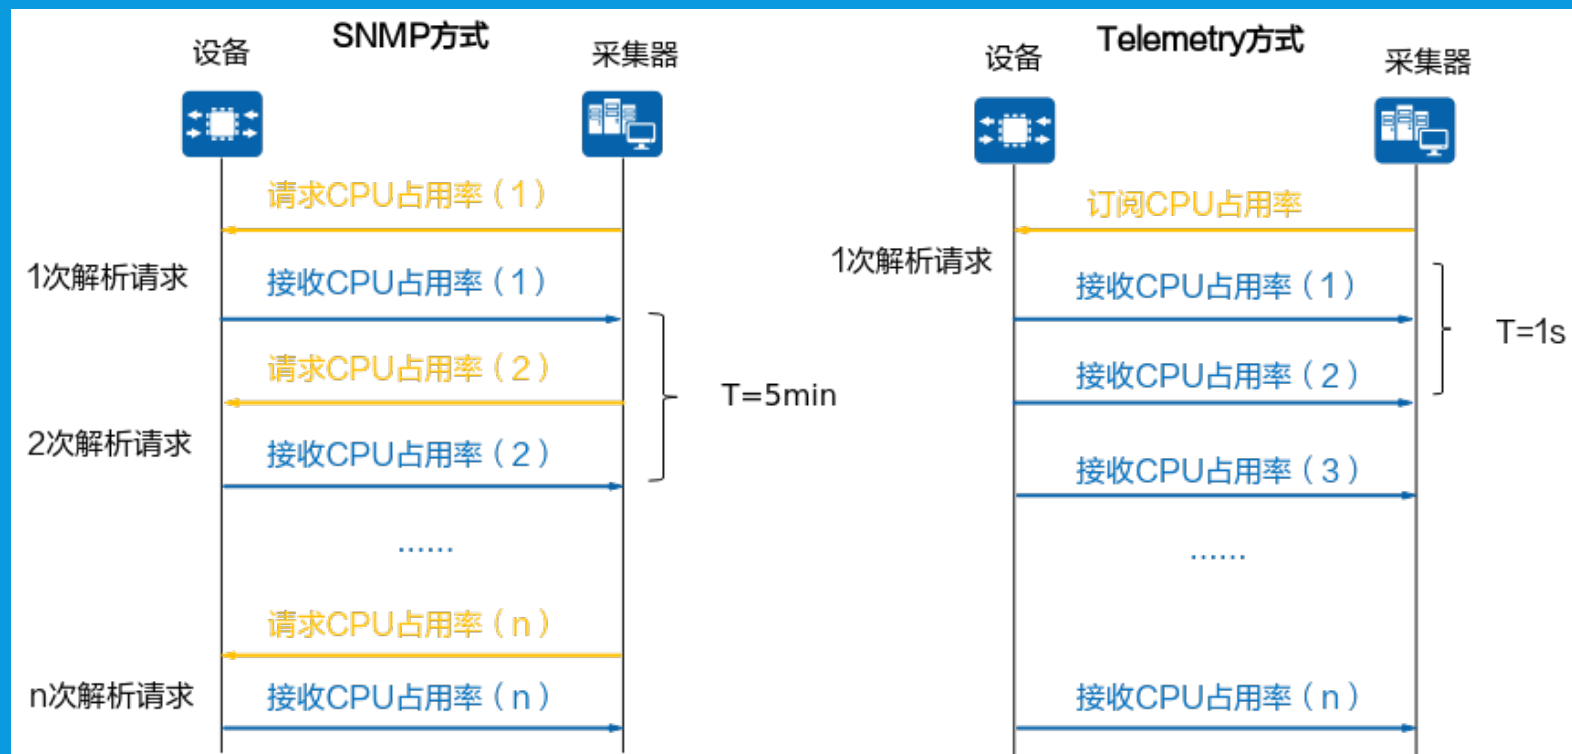 SNMP方式
设备
采集器
请求CPU占用率（1）
1次解析请求
接收CPU占用率（1）
请求CPU占用率（2）
T=5min
2次解析请求
接收CPU占用率（2）
......
请求CPU占用率（n）
n次解析请求
接收CPU占用率（n）
Telemetry方式
设备
采集器
订阅CPU占用率
1次解析请求
接收CPU占用率（1）
T=1s
接收CPU占用率（2）
接收CPU占用率（3）
......
接收CPU占用率（n）